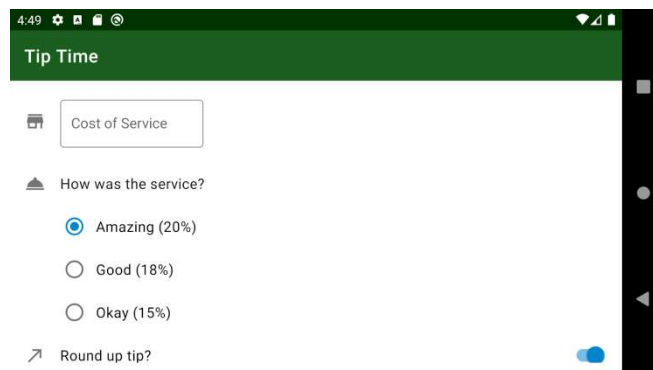 4:49
Tip Time
Cost of Service
How was the service?
Amazing (20%)
Good (18%)
Okay (15%)
Round up tip?